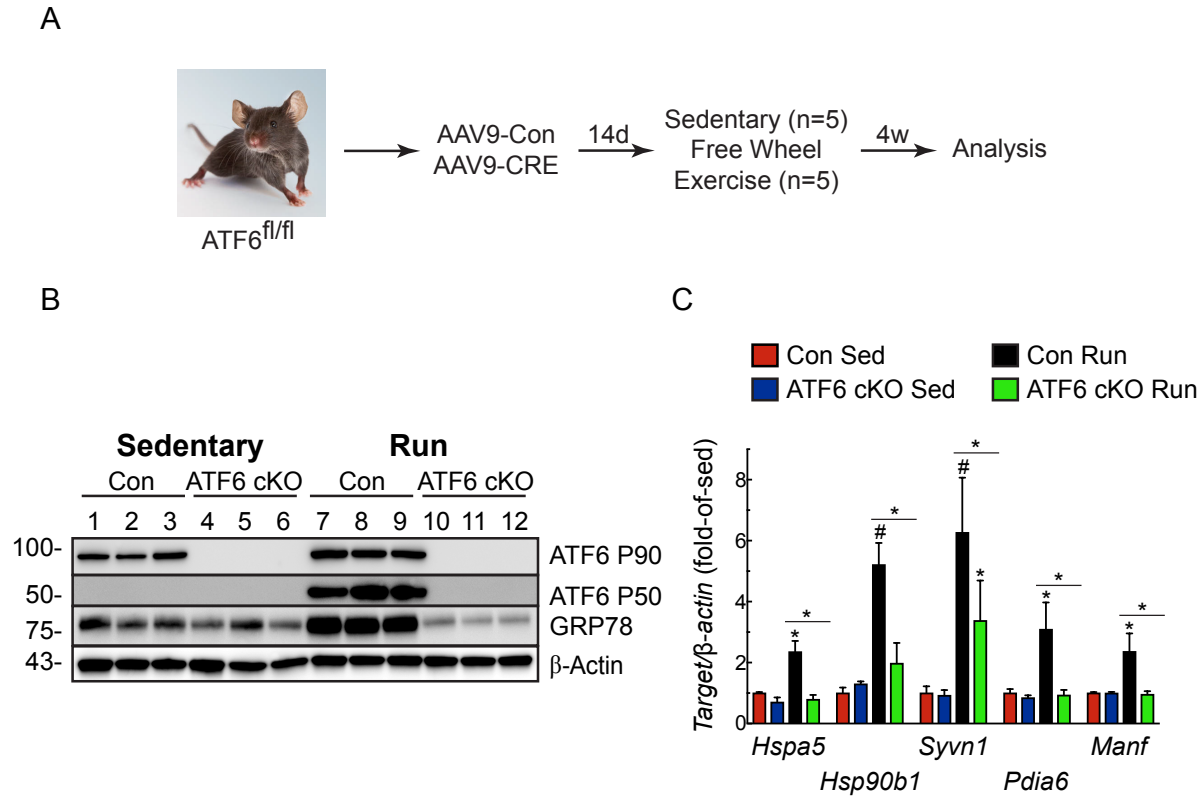 A
ATF6fl/fl
AAV9-Con
AAV9-CRE
14d
Sedentary (n=5)
Free Wheel
Exercise (n=5)
4w
Analysis
B
Sedentary Run
Con ATF6 cKO Con ATF6 cKO
1 2 3 4 5 6 7 8 9 10 11 12
100- ATF6 P90
50- ATF6 P50
75- GRP78
43- β-Actin
C
Con Sed Con Run
ATF6 cKO Sed ATF6 cKO Run
Target/β-actin (fold-of-sed)
8
6
4
2
0
* * * * *
* # # * * *
Hspa5 Syvn1 Manf
Hsp90b1 Pdia6